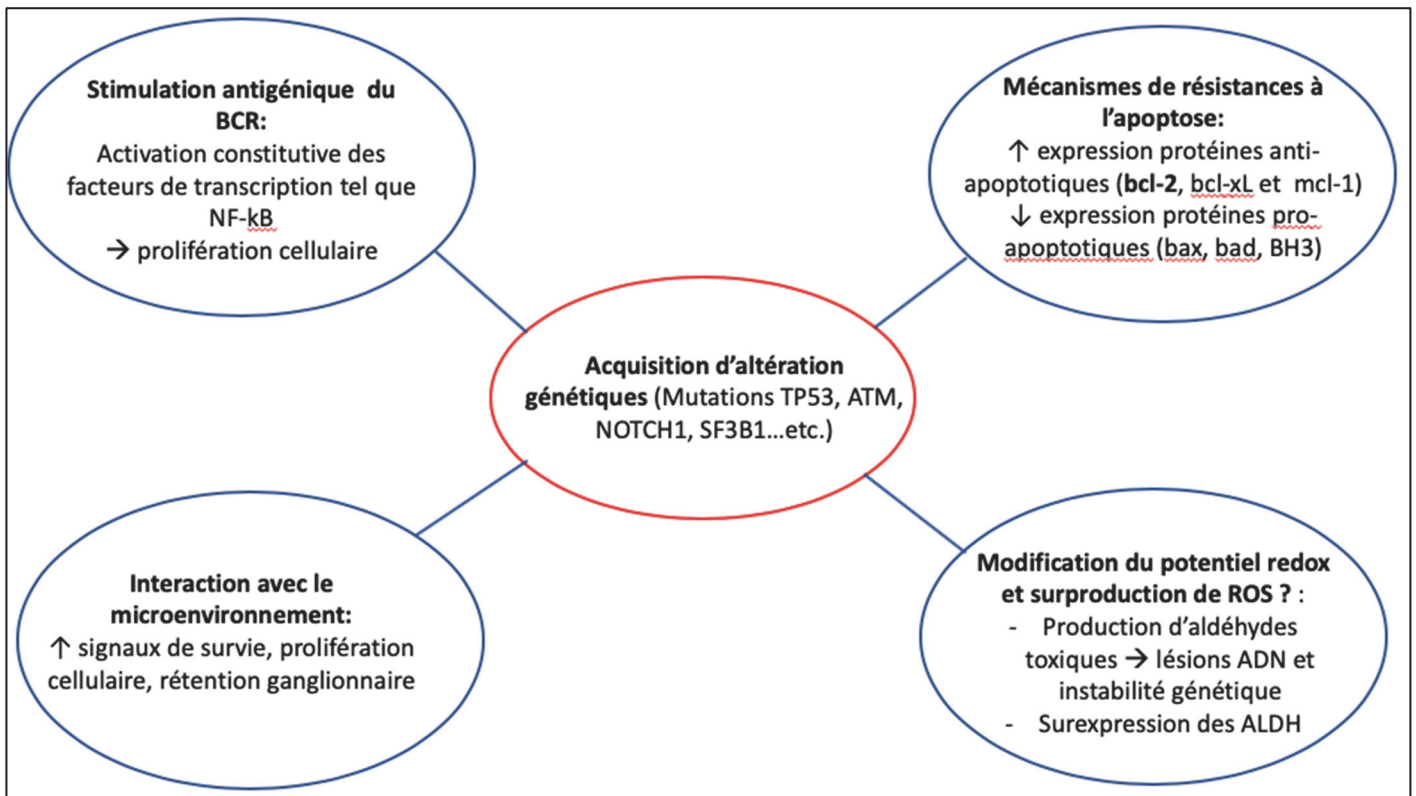 Stimulation antigénique du
BCR:
Activation constitutive des
facteurs de transcription tel que
NF-kB
→ prolifération cellulaire
Mécanismes de résistances à
l'apoptose:
↑ expression protéines anti-
apoptotiques (bcl-2, bcl-xL et mcl-1)
↓ expression protéines pro-
apoptotiques (bax, bad, BH3)
Acquisition d'altération
génétiques (Mutations TP53, ATM,
NOTCH1, SF3B1...etc.)
Interaction avec le
microenvironnement:
↑ signaux de survie, prolifération
cellulaire, rétention ganglionnaire
Modification du potentiel redox
et surproduction de ROS ? :
- Production d'aldéhydes
toxiques → lésions ADN et
instabilité génétique
- Surexpression des ALDH